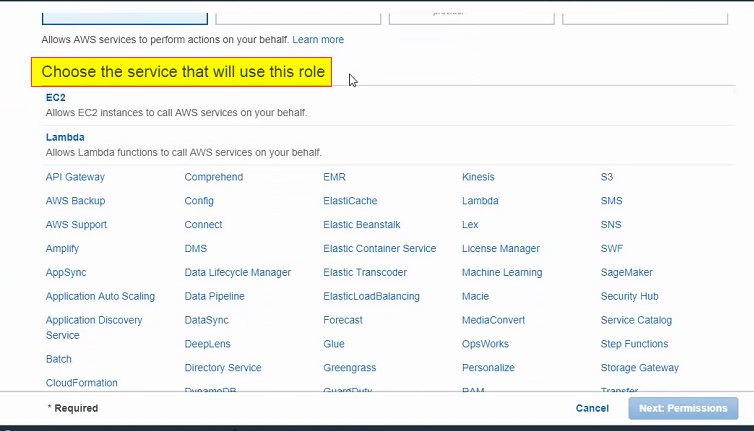 Allows AWS services to perform actions on your behalf. Learn more
Choose the service that will use this role
EC2
Allows EC2 instances to call AWS services on your behalf.
Lambda
Allows Lambda functions to call AWS services on your behalf.
API Gateway Comprehend EMR Kinesis S3
AWS Backup Config ElastiCache Lambda SMS
AWS Support Connect Elastic Beanstalk Lex SNS
Amplify DMS Elastic Container Service License Manager SWF
AppSync Data Lifecycle Manager Elastic Transcoder Machine Learning SageMaker
Application Auto Scaling Data Pipeline ElasticLoadBalancing Macie Security Hub
Application Discovery DataSync Forecast MediaConvert Service Catalog
Service
DeepLens Glue OpsWorks Step Functions
Batch
Directory Service Greengrass Personalize Storage Gateway
CloudFormation
DynamoDB GuardDuty RAM Transfer
* Required Cancel Next: Permissions